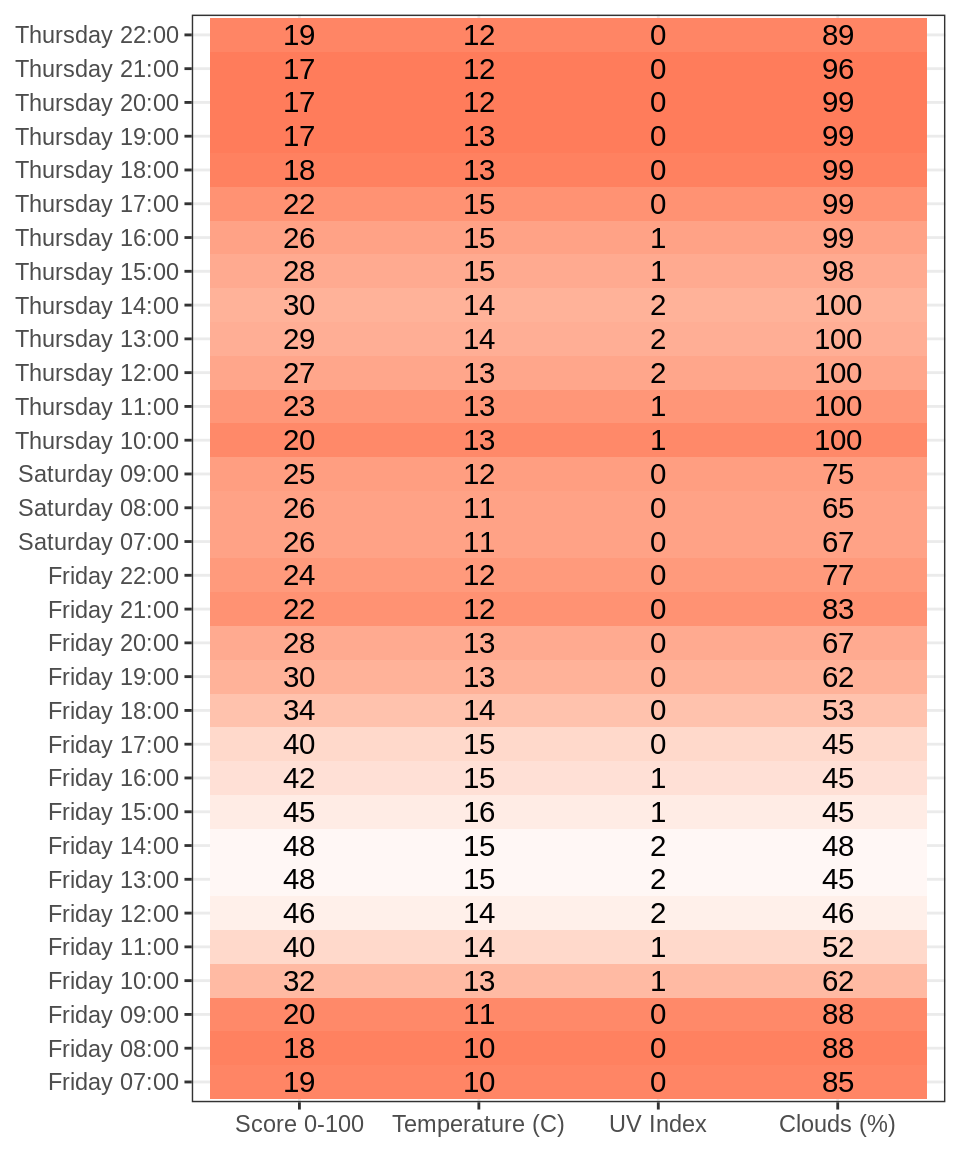 Thursday 22:00 19 12 0 89
Thursday 21:00 17 12 0 96
Thursday 20:00 17 12 0 99
Thursday 19:00 17 13 0 99
Thursday 18:00 18 13 0 99
Thursday 17:00 22 15 0 99
Thursday 16:00 26 15 1 99
Thursday 15:00 28 15 1 98
Thursday 14:00 30 14 2 100
Thursday 13:00 29 14 2 100
Thursday 12:00 27 13 2 100
Thursday 11:00 23 13 1 100
Thursday 10:00 20 13 1 100
Saturday 09:00 25 12 0 75
Saturday 08:00 26 11 0 65
Saturday 07:00 26 11 0 67
Friday 22:00 24 12 0 77
Friday 21:00 22 12 0 83
Friday 20:00 28 13 0 67
Friday 19:00 30 13 0 62
Friday 18:00 34 14 0 53
Friday 17:00 40 15 0 45
Friday 16:00 42 15 1 45
Friday 15:00 45 16 1 45
Friday 14:00 48 15 2 48
Friday 13:00 48 15 2 45
Friday 12:00 46 14 2 46
Friday 11:00 40 14 1 52
Friday 10:00 32 13 1 62
Friday 09:00 20 11 0 88
Friday 08:00 18 10 0 88
Friday 07:00 19 10 0 85
Score 0-100 Temperature (C) UV Index Clouds (%)